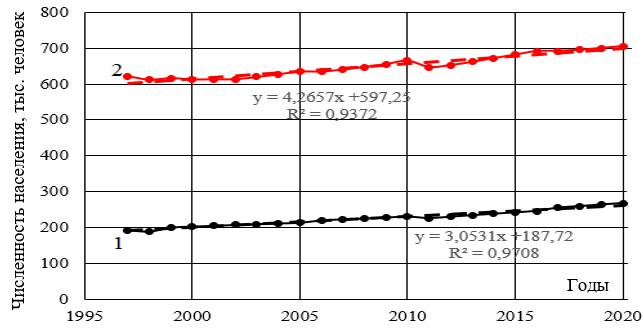 Численность населения, тыс. человек
800
700
600
500
400
300
200
100
0
2
y = 4,2657x +597,25
R² = 0,9372
1
y = 3,0531x +187,72
R² = 0,9708
Годы
1995 2000 2005 2010 2015 2020